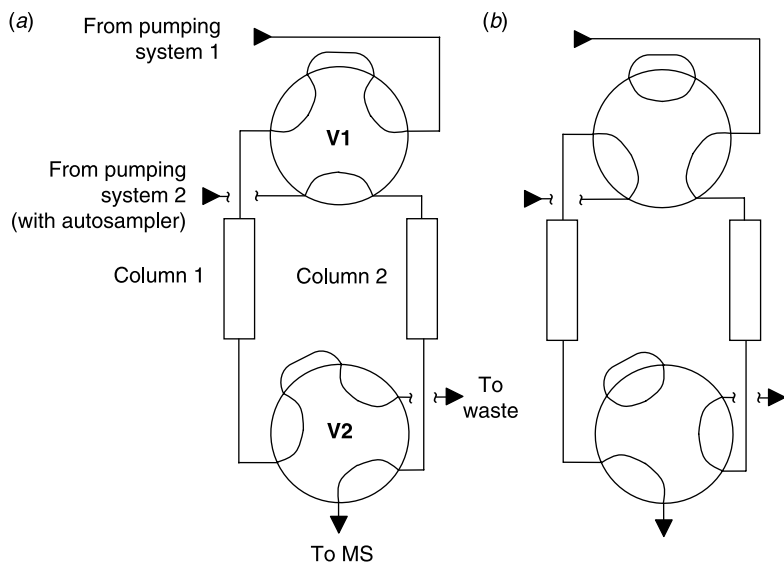 (a)
From pumping
system 1
(b)
V1
From pumping
system 2
(with autosampler)
Column 1
Column 2
To
waste
V2
To MS